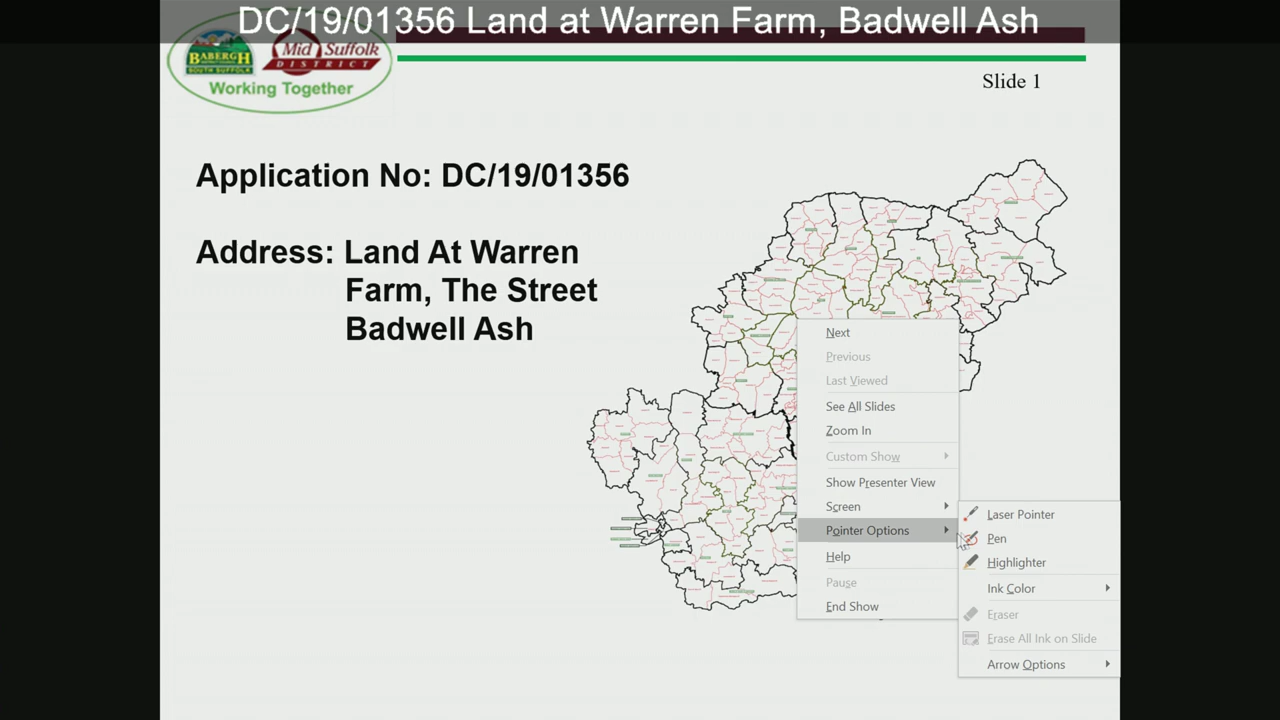 DC/19/01356 Land at Warren Farm, Badwell Ash
BABERGH
SOUTH SUFFOLK
Mid Suffolk
DISTRICT
Working Together
Slide 1
Application No: DC/19/01356
Address: Land At Warren
Farm, The Street
Badwell Ash
Next
Previous
Last Viewed
See All Slides
Zoom In
Custom Show
Show Presenter View
Screen
Pointer Options
Help
Pause
End Show
Laser Pointer
Pen
Highlighter
Ink Color
Eraser
Erase All Ink on Slide
Arrow Options